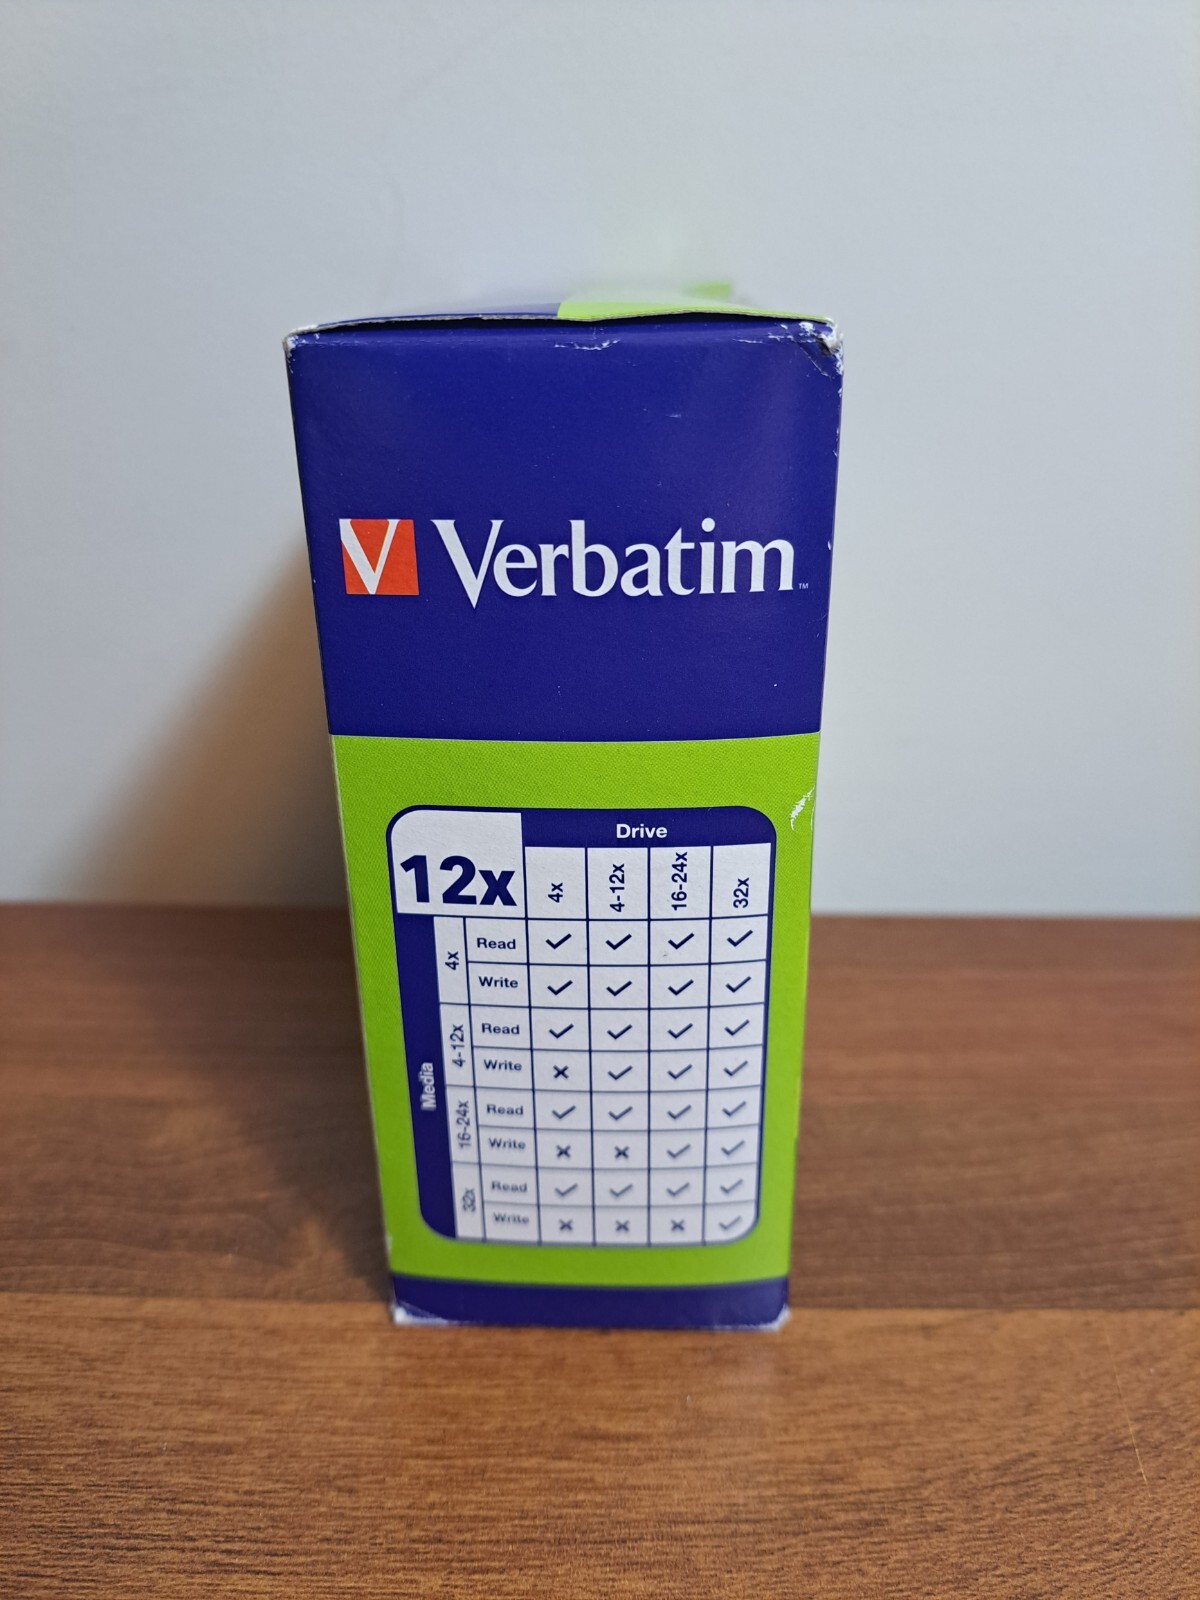 V Verbatim™
Drive
12x 4x 4-12x 16-24x 32x
Media
4x Read ✓ ✓ ✓ ✓
Write ✓ ✓ ✓ ✓
4-12x Read ✓ ✓ ✓ ✓
Write × ✓ ✓ ✓
16-24x Read ✓ ✓ ✓ ✓
Write × × ✓ ✓
32x Read ✓ ✓ ✓ ✓
Write × × × ✓